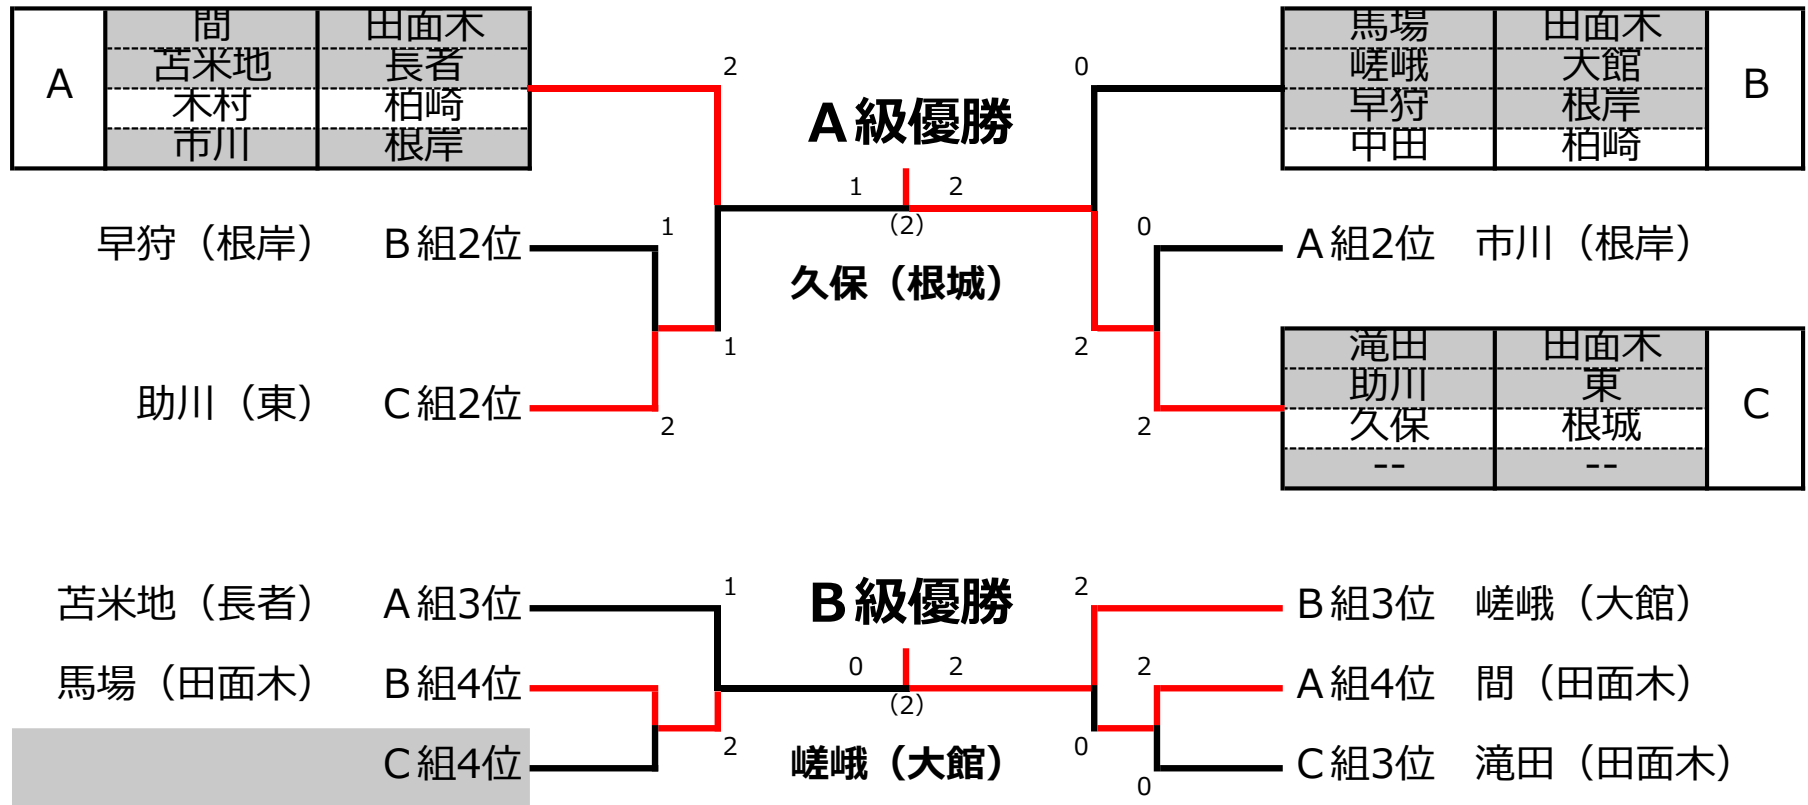 A 間 田面木
苫米地 長者
木村 柏崎
市川 根岸
馬場 田面木 B
嵯峨 大館
早狩 根岸
中田 柏崎
2 0
A級優勝
1 2
(2)
早狩（根岸） B組2位 1
0 A組2位 市川（根岸）
久保（根城）
1 2
助川（東） C組2位 2
2
滝田 田面木 C
助川 東
久保 根城
-- --
苫米地（長者） A組3位 1
B級優勝
2 B組3位 嵯峨（大館）
馬場（田面木） B組4位
0 2
(2)
2 A組4位 間（田面木）
C組4位 2
嵯峨（大館）
0 0 C組3位 滝田（田面木）